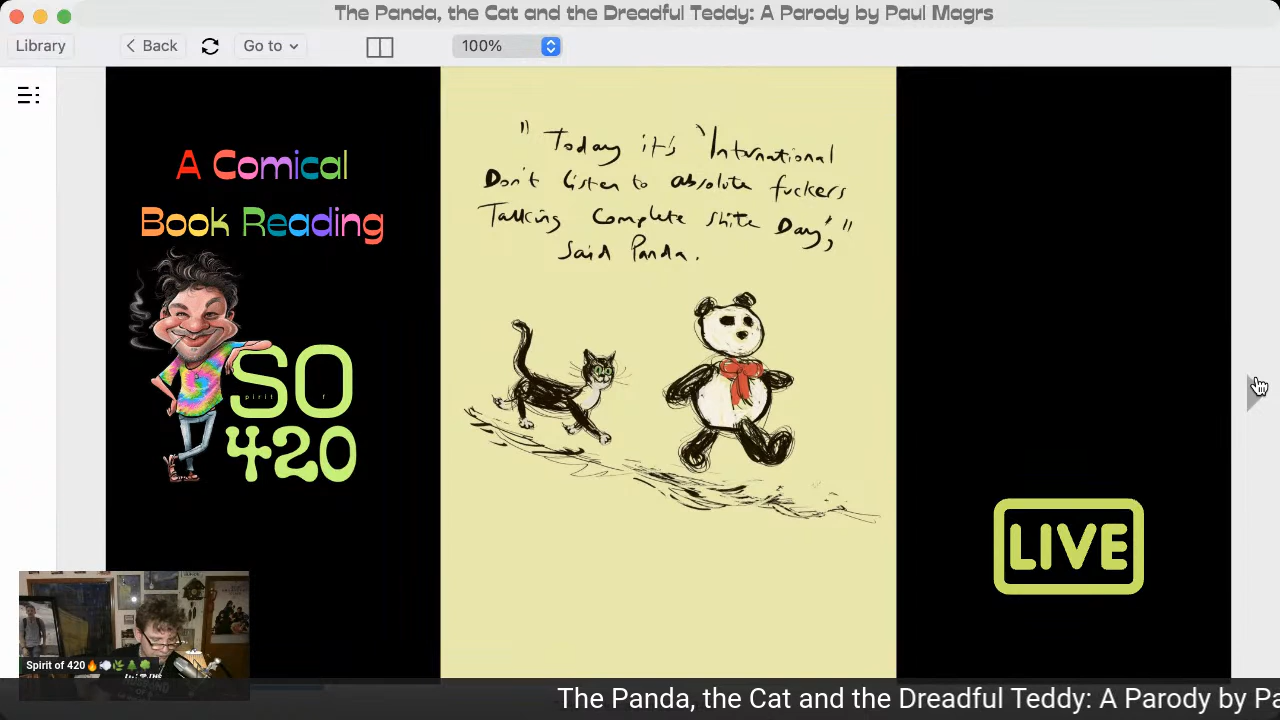 The Panda, the Cat and the Dreadful Teddy: A Parody by Paul Magrs
Library
Back
Go to
100%
A Comical
Book Reading
SO
pirit f
420
" Today it's 'International
Don't listen to absolute fuckers
Talking Complete shite Day'," 
Said Panda.
LIVE
Spirit of 420🔥💨🌿🌲🌳
The Panda, the Cat and the Dreadful Teddy: A Parody by Pa